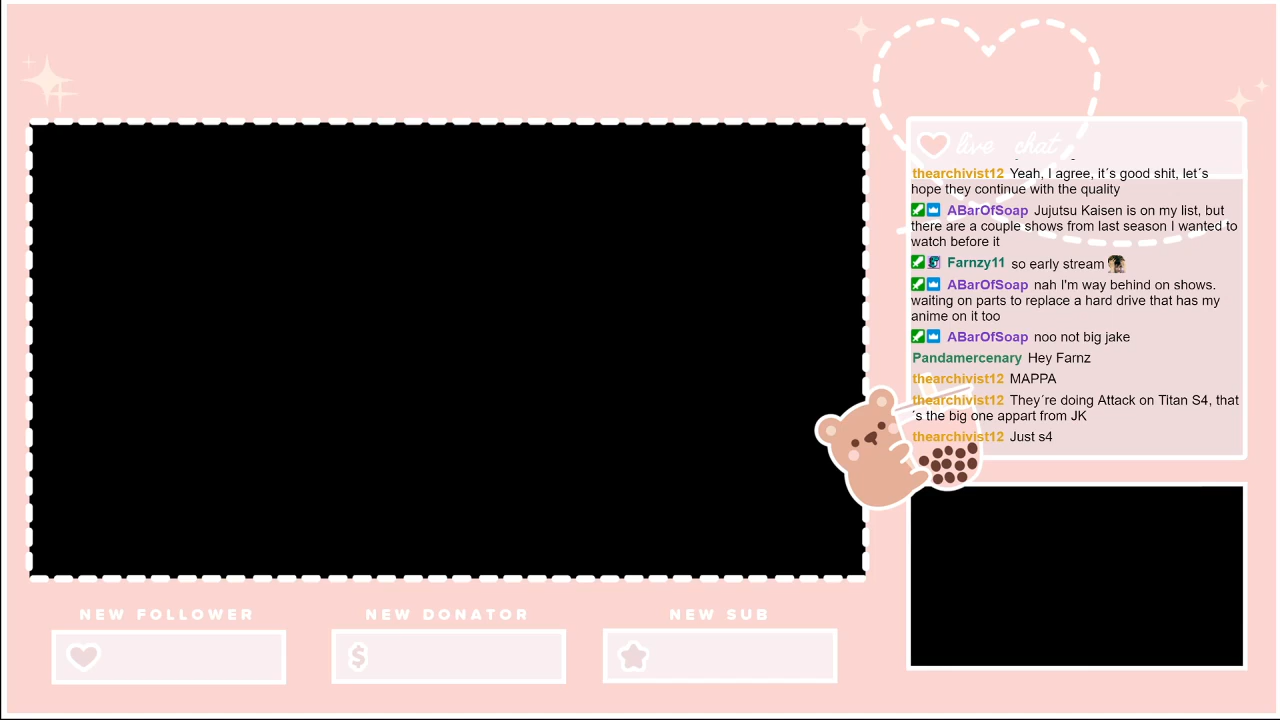 live chat
thearchivist12 Yeah, I agree, it´s good shit, let´s
hope they continue with the quality
ABarOfSoap Jujutsu Kaisen is on my list, but
there are a couple shows from last season I wanted to
watch before it
Farnzy11 so early stream
ABarOfSoap nah I'm way behind on shows.
waiting on parts to replace a hard drive that has my
anime on it too
ABarOfSoap noo not big jake
Pandamercenary Hey Farnz
thearchivist12 MAPPA
thearchivist12 They´re doing Attack on Titan S4, that
´s the big one appart from JK
thearchivist12 Just s4
NEW FOLLOWER
NEW DONATOR
NEW SUB
$